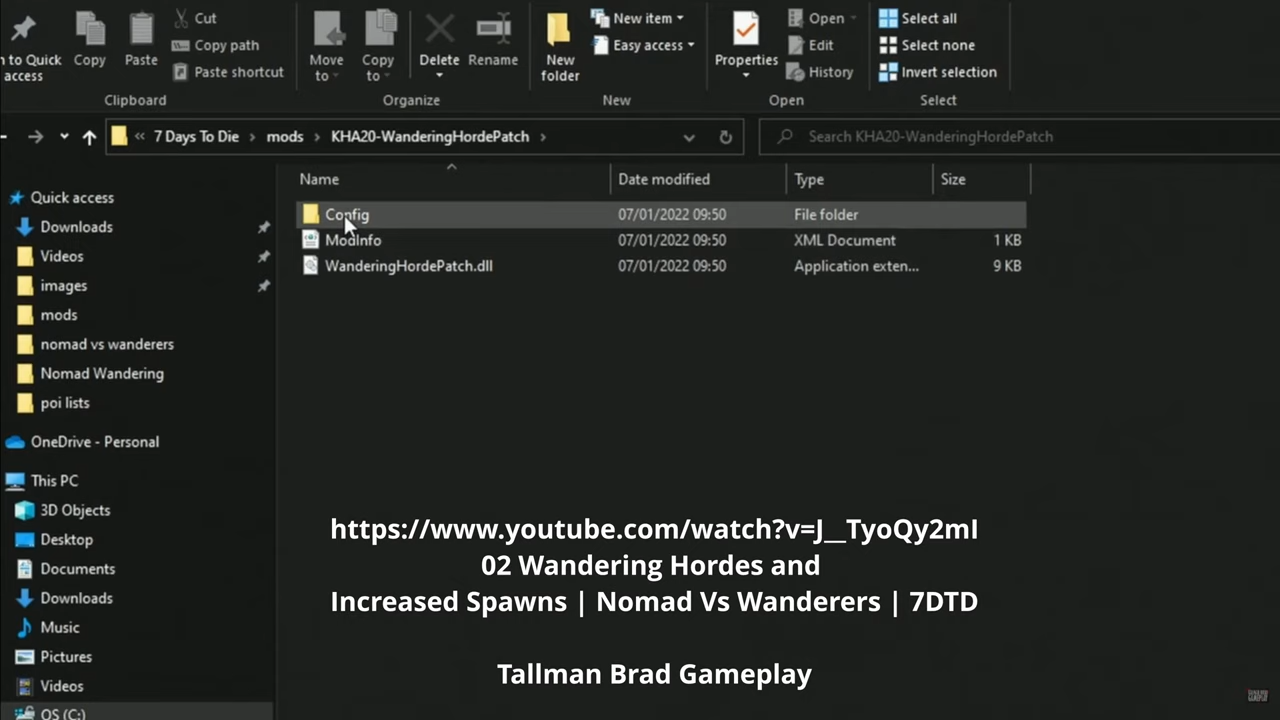 Cut
Copy path
Paste shortcut
n to Quick
access
Copy
Paste
Clipboard
Move
to
Copy
to
Delete
Rename
Organize
New
folder
New item
Easy access
New
Properties
Open
Edit
History
Open
Select all
Select none
Invert selection
Select
« 7 Days To Die > mods > KHA20-WanderingHordePatch >
Search KHA20-WanderingHordePatch
Name Date modified Type Size
Config 07/01/2022 09:50 File folder
ModInfo 07/01/2022 09:50 XML Document 1 KB
WanderingHordePatch.dll 07/01/2022 09:50 Application exten... 9 KB
Quick access
Downloads
Videos
images
mods
nomad vs wanderers
Nomad Wandering
poi lists
OneDrive - Personal
This PC
3D Objects
Desktop
Documents
Downloads
Music
Pictures
Videos
OS (C:)
https://www.youtube.com/watch?v=J__TyoQy2mI
02 Wandering Hordes and
Increased Spawns | Nomad Vs Wanderers | 7DTD
Tallman Brad Gameplay